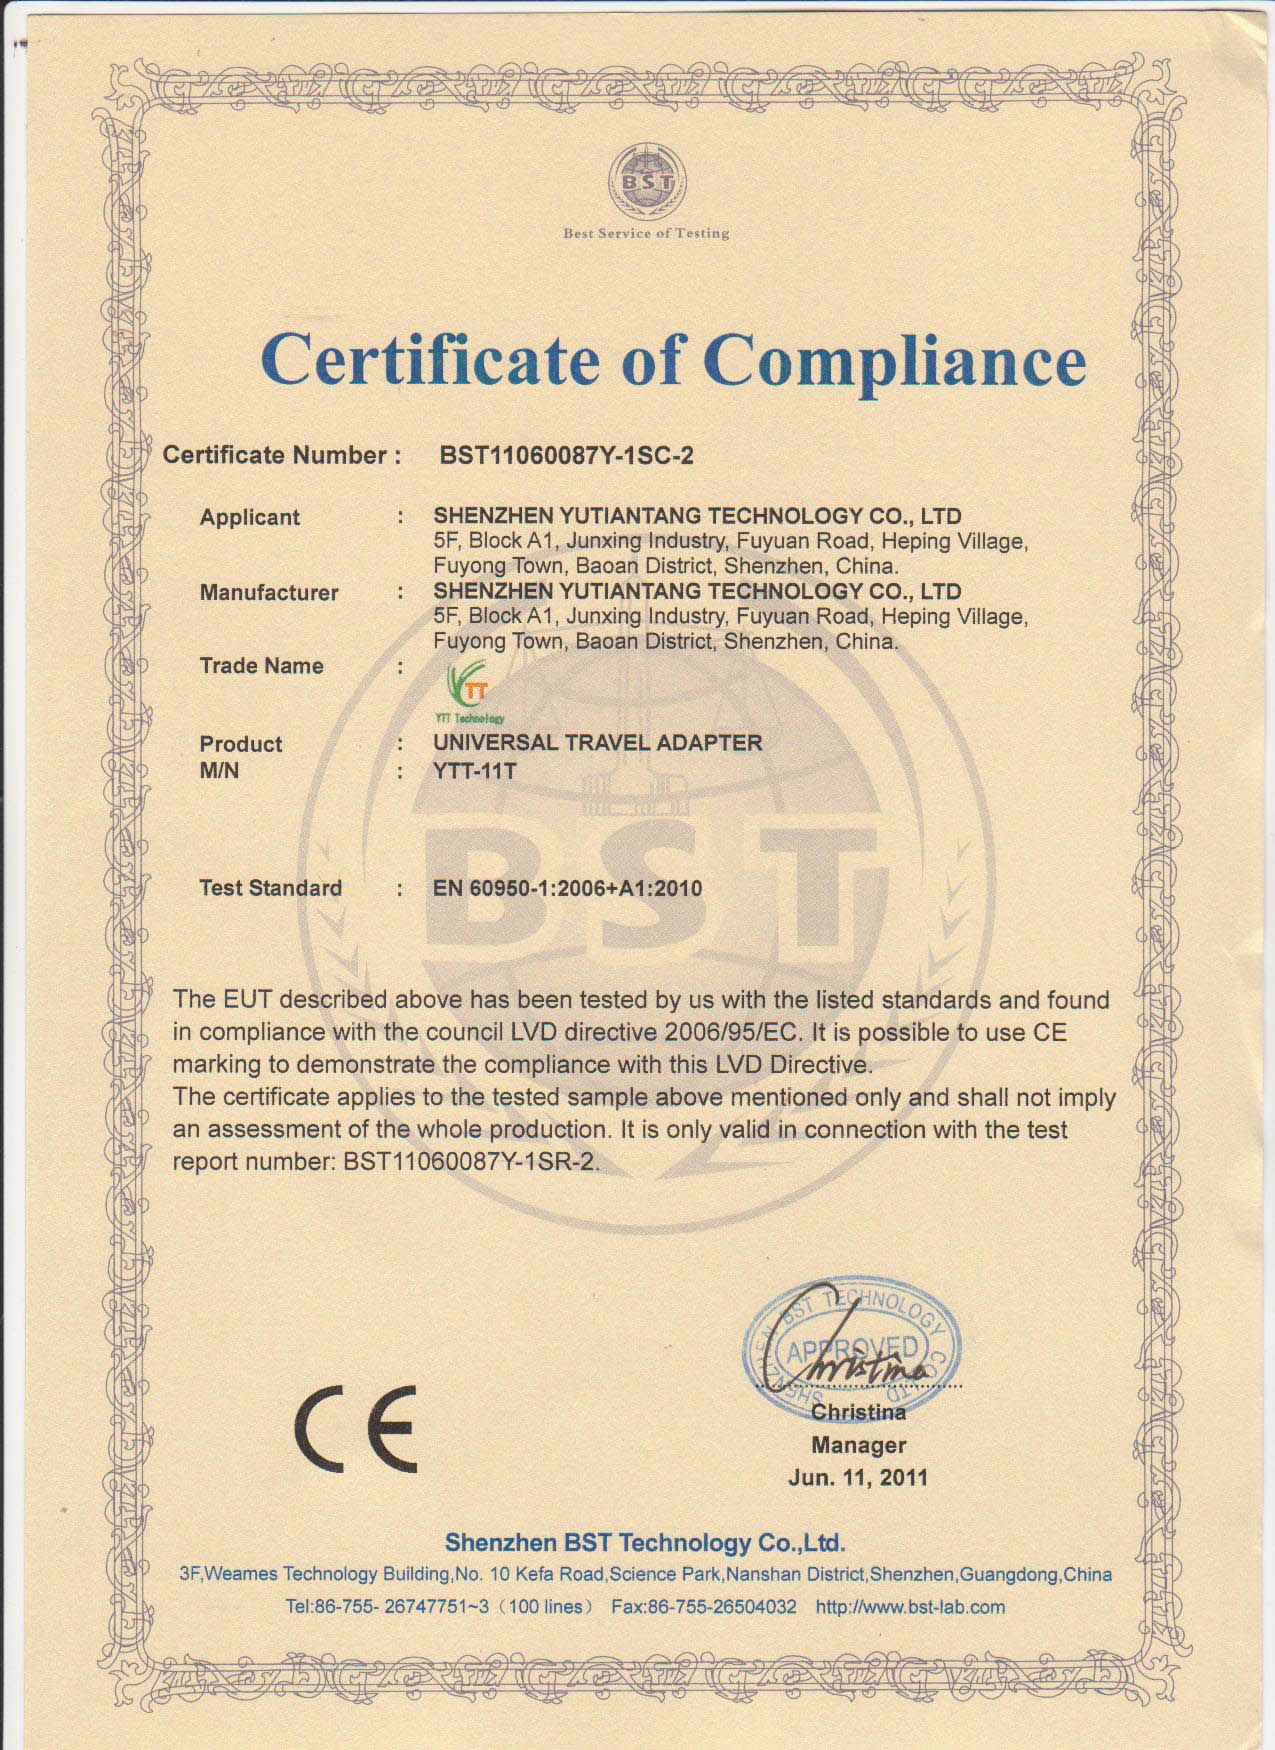 BST
Best Service of Testing
Certificate of Compliance
Certificate Number : BST11060087Y-1SC-2
Applicant : SHENZHEN YUTIANTANG TECHNOLOGY CO., LTD
5F, Block A1, Junxing Industry, Fuyuan Road, Heping Village,
Fuyong Town, Baoan District, Shenzhen, China.
Manufacturer : SHENZHEN YUTIANTANG TECHNOLOGY CO., LTD
5F, Block A1, Junxing Industry, Fuyuan Road, Heping Village,
Fuyong Town, Baoan District, Shenzhen, China.
Trade Name :
YTT
YTT Technology
Product : UNIVERSAL TRAVEL ADAPTER
M/N : YTT-11T
BST
Test Standard : EN 60950-1:2006+A1:2010
The EUT described above has been tested by us with the listed standards and found
in compliance with the council LVD directive 2006/95/EC. It is possible to use CE
marking to demonstrate the compliance with this LVD Directive.
The certificate applies to the tested sample above mentioned only and shall not imply
an assessment of the whole production. It is only valid in connection with the test
report number: BST11060087Y-1SR-2.
SHENZHEN BST TECHNOLOGY CO., LTD
APPROVED
Christina
CE
Christina
Manager
Jun. 11, 2011
Shenzhen BST Technology Co.,Ltd.
3F,Weames Technology Building,No. 10 Kefa Road,Science Park,Nanshan District,Shenzhen,Guangdong,China
Tel:86-755- 26747751~3（100 lines） Fax:86-755-26504032 http://www.bst-lab.com